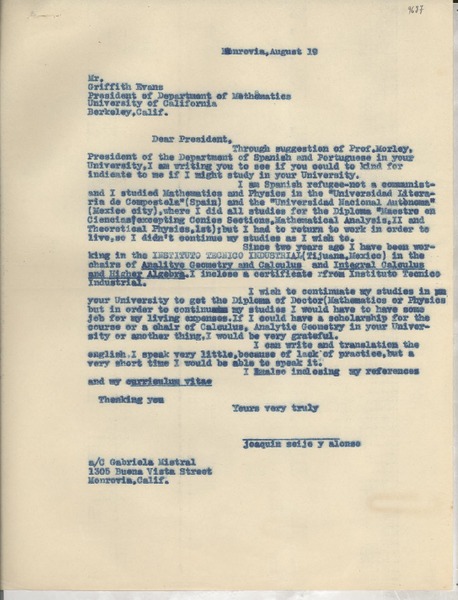 9637
Monrovia,August 19
Mr.
Griffith Evans
President of Department of Mathematics
University of California
Berkeley,Calif.
Dear President,
Through suggestion of Prof.Morley,
President of the Department of Spanish and Portuguese in your
University,I am writing you to see if you sould to kind for
indicate to me if I might study in your University.
I am Spanish refugee-not a communist-
and I studied Mathematics and Physics in the "Universidad Litera-
ria de Compostela"(Spain) and the "Universidad Nacional Autònoma"
(Mexico city),where I did all studies for the Diploma "Maestro en
Ciencias"(excepting Conics Sections,Mathematical Analysis,II and
Theoretical Physics,1st);but I had to return to work in order to
live,so I didn't continue my studies as I wish to.
Since two years ago I have been wor-
king in the INSTITUTO TECNICO INDUSTRIAL(Tijuana,Mexico) in the
chairs of Analityc Geometry and Calculus and Integral Calculus
and Higher Algebra.I inclose a certificate from Instituto Tecnico
Industrial.
I wish to continue my studies in
your University to get the Diploma of Doctor(Mathematics or Physics
but in order to continue my studies I would have to have some
job for my living expenses.If I could have a scholarship for the
course or a chair of Calculus, Analytic Geometry in your Univer-
sity or another thing,I would be very grateful.
I can write and translation the
english.I speak very little,because of lack of practice,but a
very short time I would be able to speak it.
I also inclosing my references
and my curriculum vitae
Thanking you
Yours very truly
joaquin seijo y alonso
a/C Gabriela Mistral
1305 Buena Vista Street
Monrovia,Calif.